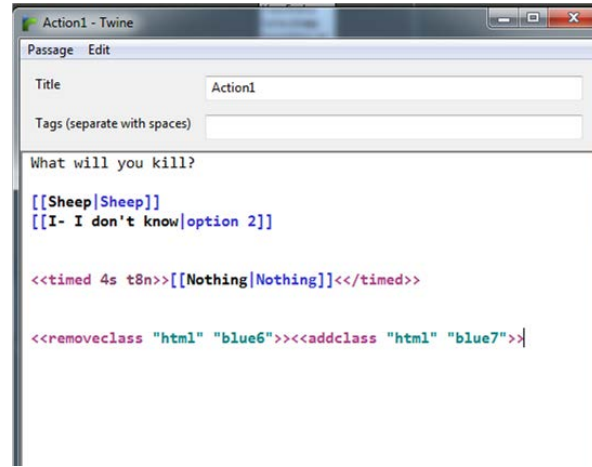 Action1 - Twine
Passage Edit
Title Action1
Tags (separate with spaces)
What will you kill?
[[Sheep|Sheep]]
[[I- I don't know|option 2]]
<<timed 4s t8n>>[[Nothing|Nothing]]<</timed>>
<<removeclass "html" "blue6">><<addclass "html" "blue7">>